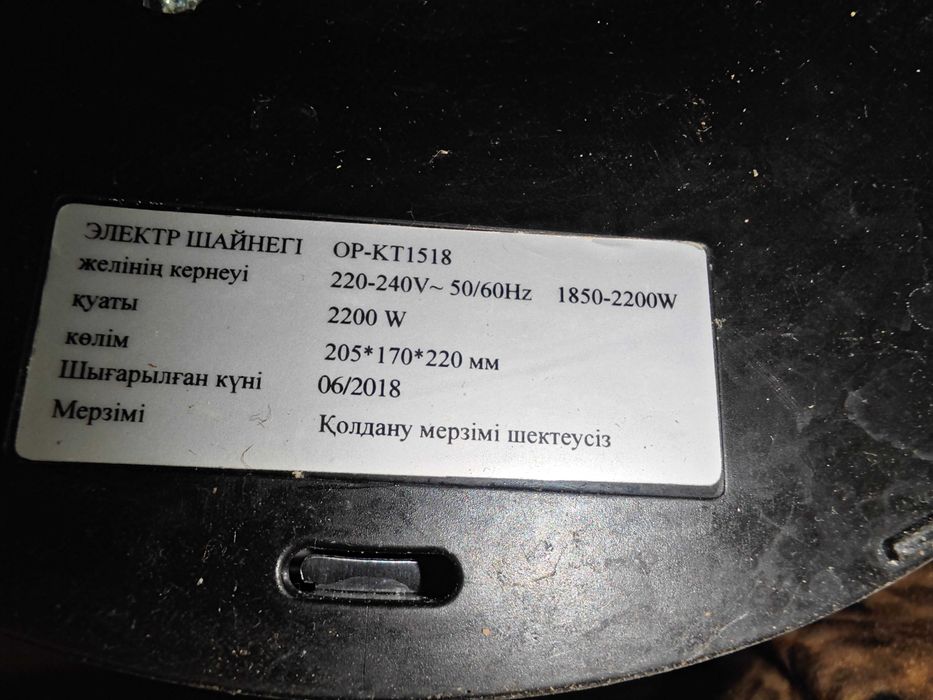 ЭЛЕКТР ШАЙНЕГІ OP-KT1518
желінің кернеуі 220-240V~ 50/60Hz 1850-2200W
қуаты 2200 W
көлім 205*170*220 мм
Шығарылған күні 06/2018
Мерзімі Қолдану мерзімі шектеусіз